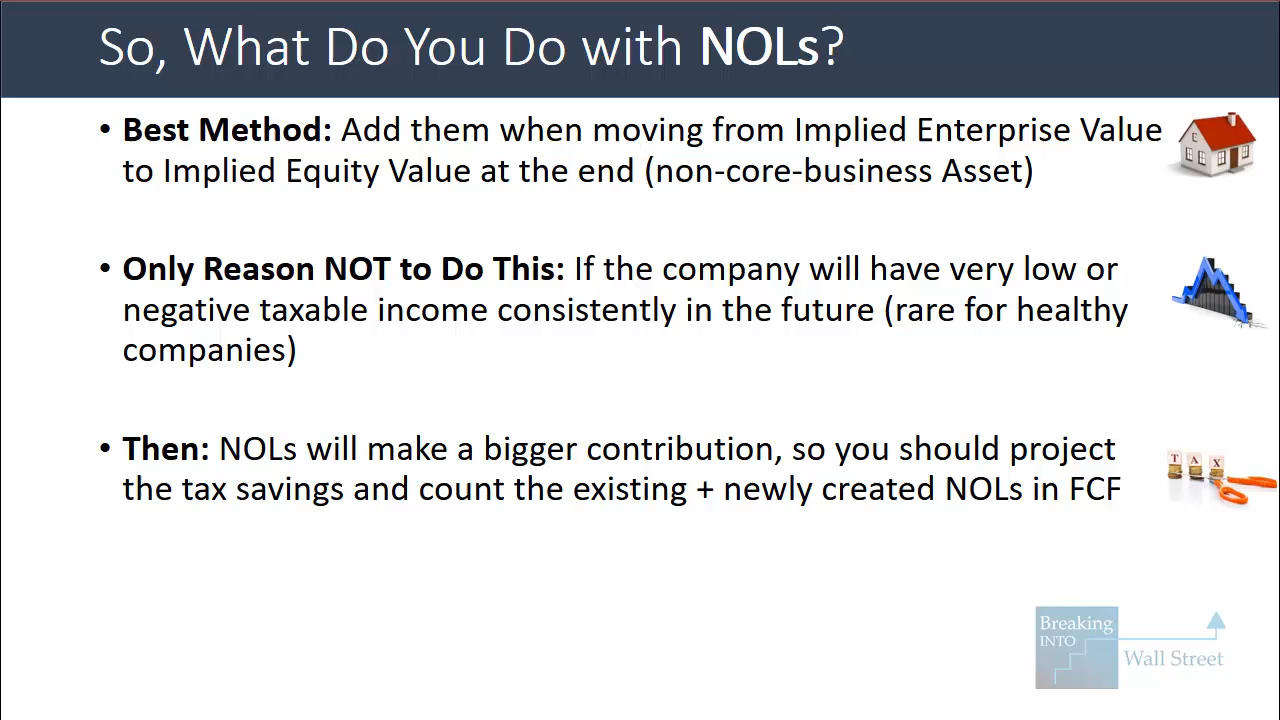 So, What Do You Do with NOLs?
• Best Method: Add them when moving from Implied Enterprise Value
to Implied Equity Value at the end (non-core-business Asset)
E
• Only Reason NOT to Do This: If the company will have very low or
negative taxable income consistently in the future (rare for healthy
companies)
• Then: NOLs will make a bigger contribution, so you should project
the tax savings and count the existing + newly created NOLs in FCF
T A X
Breaking
INTO
Wall Street